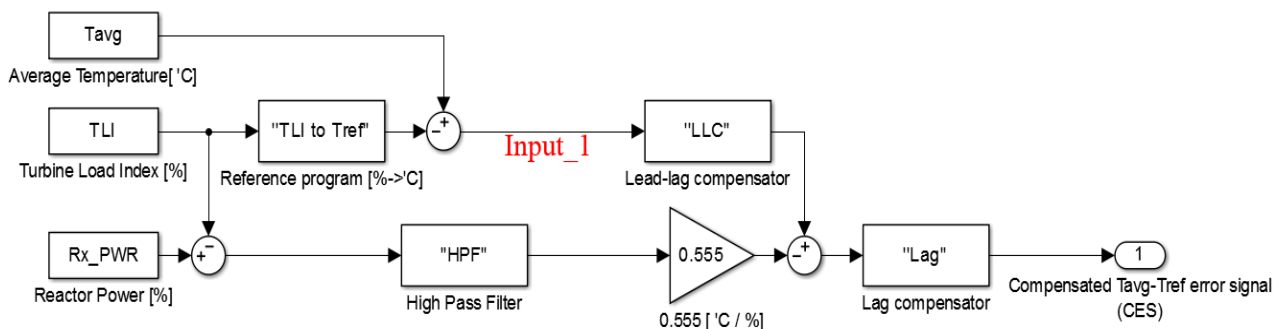 Tavg
Average Temperature[ 'C]
TLI
Turbine Load Index [%]
"TLI to Tref"
Reference program [%->'C]
− +
Input_1
"LLC"
Lead-lag compensator
Rx_PWR
Reactor Power [%]
+ −
"HPF"
High Pass Filter
0.555
0.555 [ 'C / %]
− +
"Lag"
Lag compensator
1
Compensated Tavg-Tref error signal
(CES)